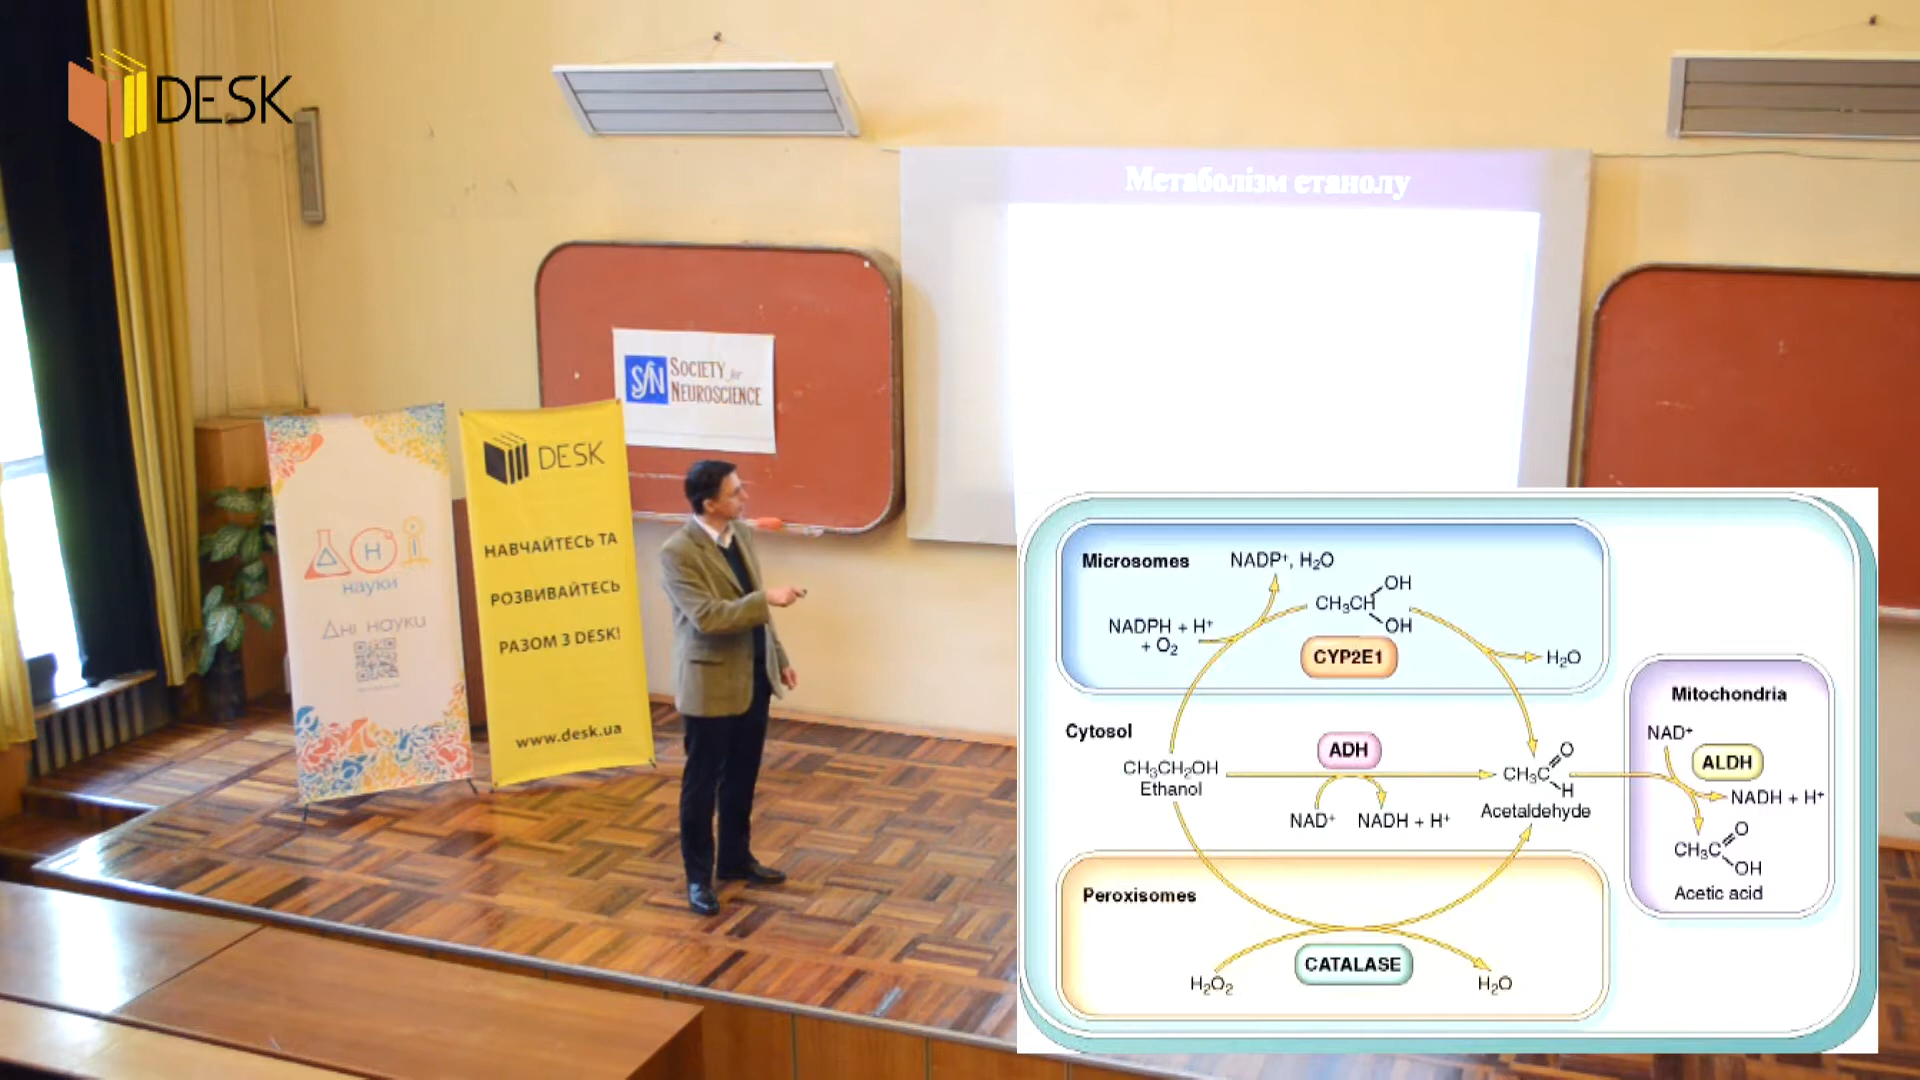 DESK
Метаболізм етанолу
SfN
SOCIETY for
NEUROSCIENCE
DESK
НАВЧАЙТЕСЬ ТА
РОЗВИВАЙТЕСЬ
РАЗОМ З DESK!
www.desk.ua
Дні
науки
Дні науки
Microsomes
NADP⁺, H₂O
OH
CH₃CH
OH
NADPH + H⁺
+ O₂
CYP2E1
H₂O
Mitochondria
Cytosol
NAD⁺
ADH
ALDH
CH₃CH₂OH
Ethanol
O
CH₃C
H
Acetaldehyde
NADH + H⁺
NAD⁺
NADH + H⁺
O
CH₃C
OH
Acetic acid
Peroxisomes
CATALASE
H₂O₂
H₂O